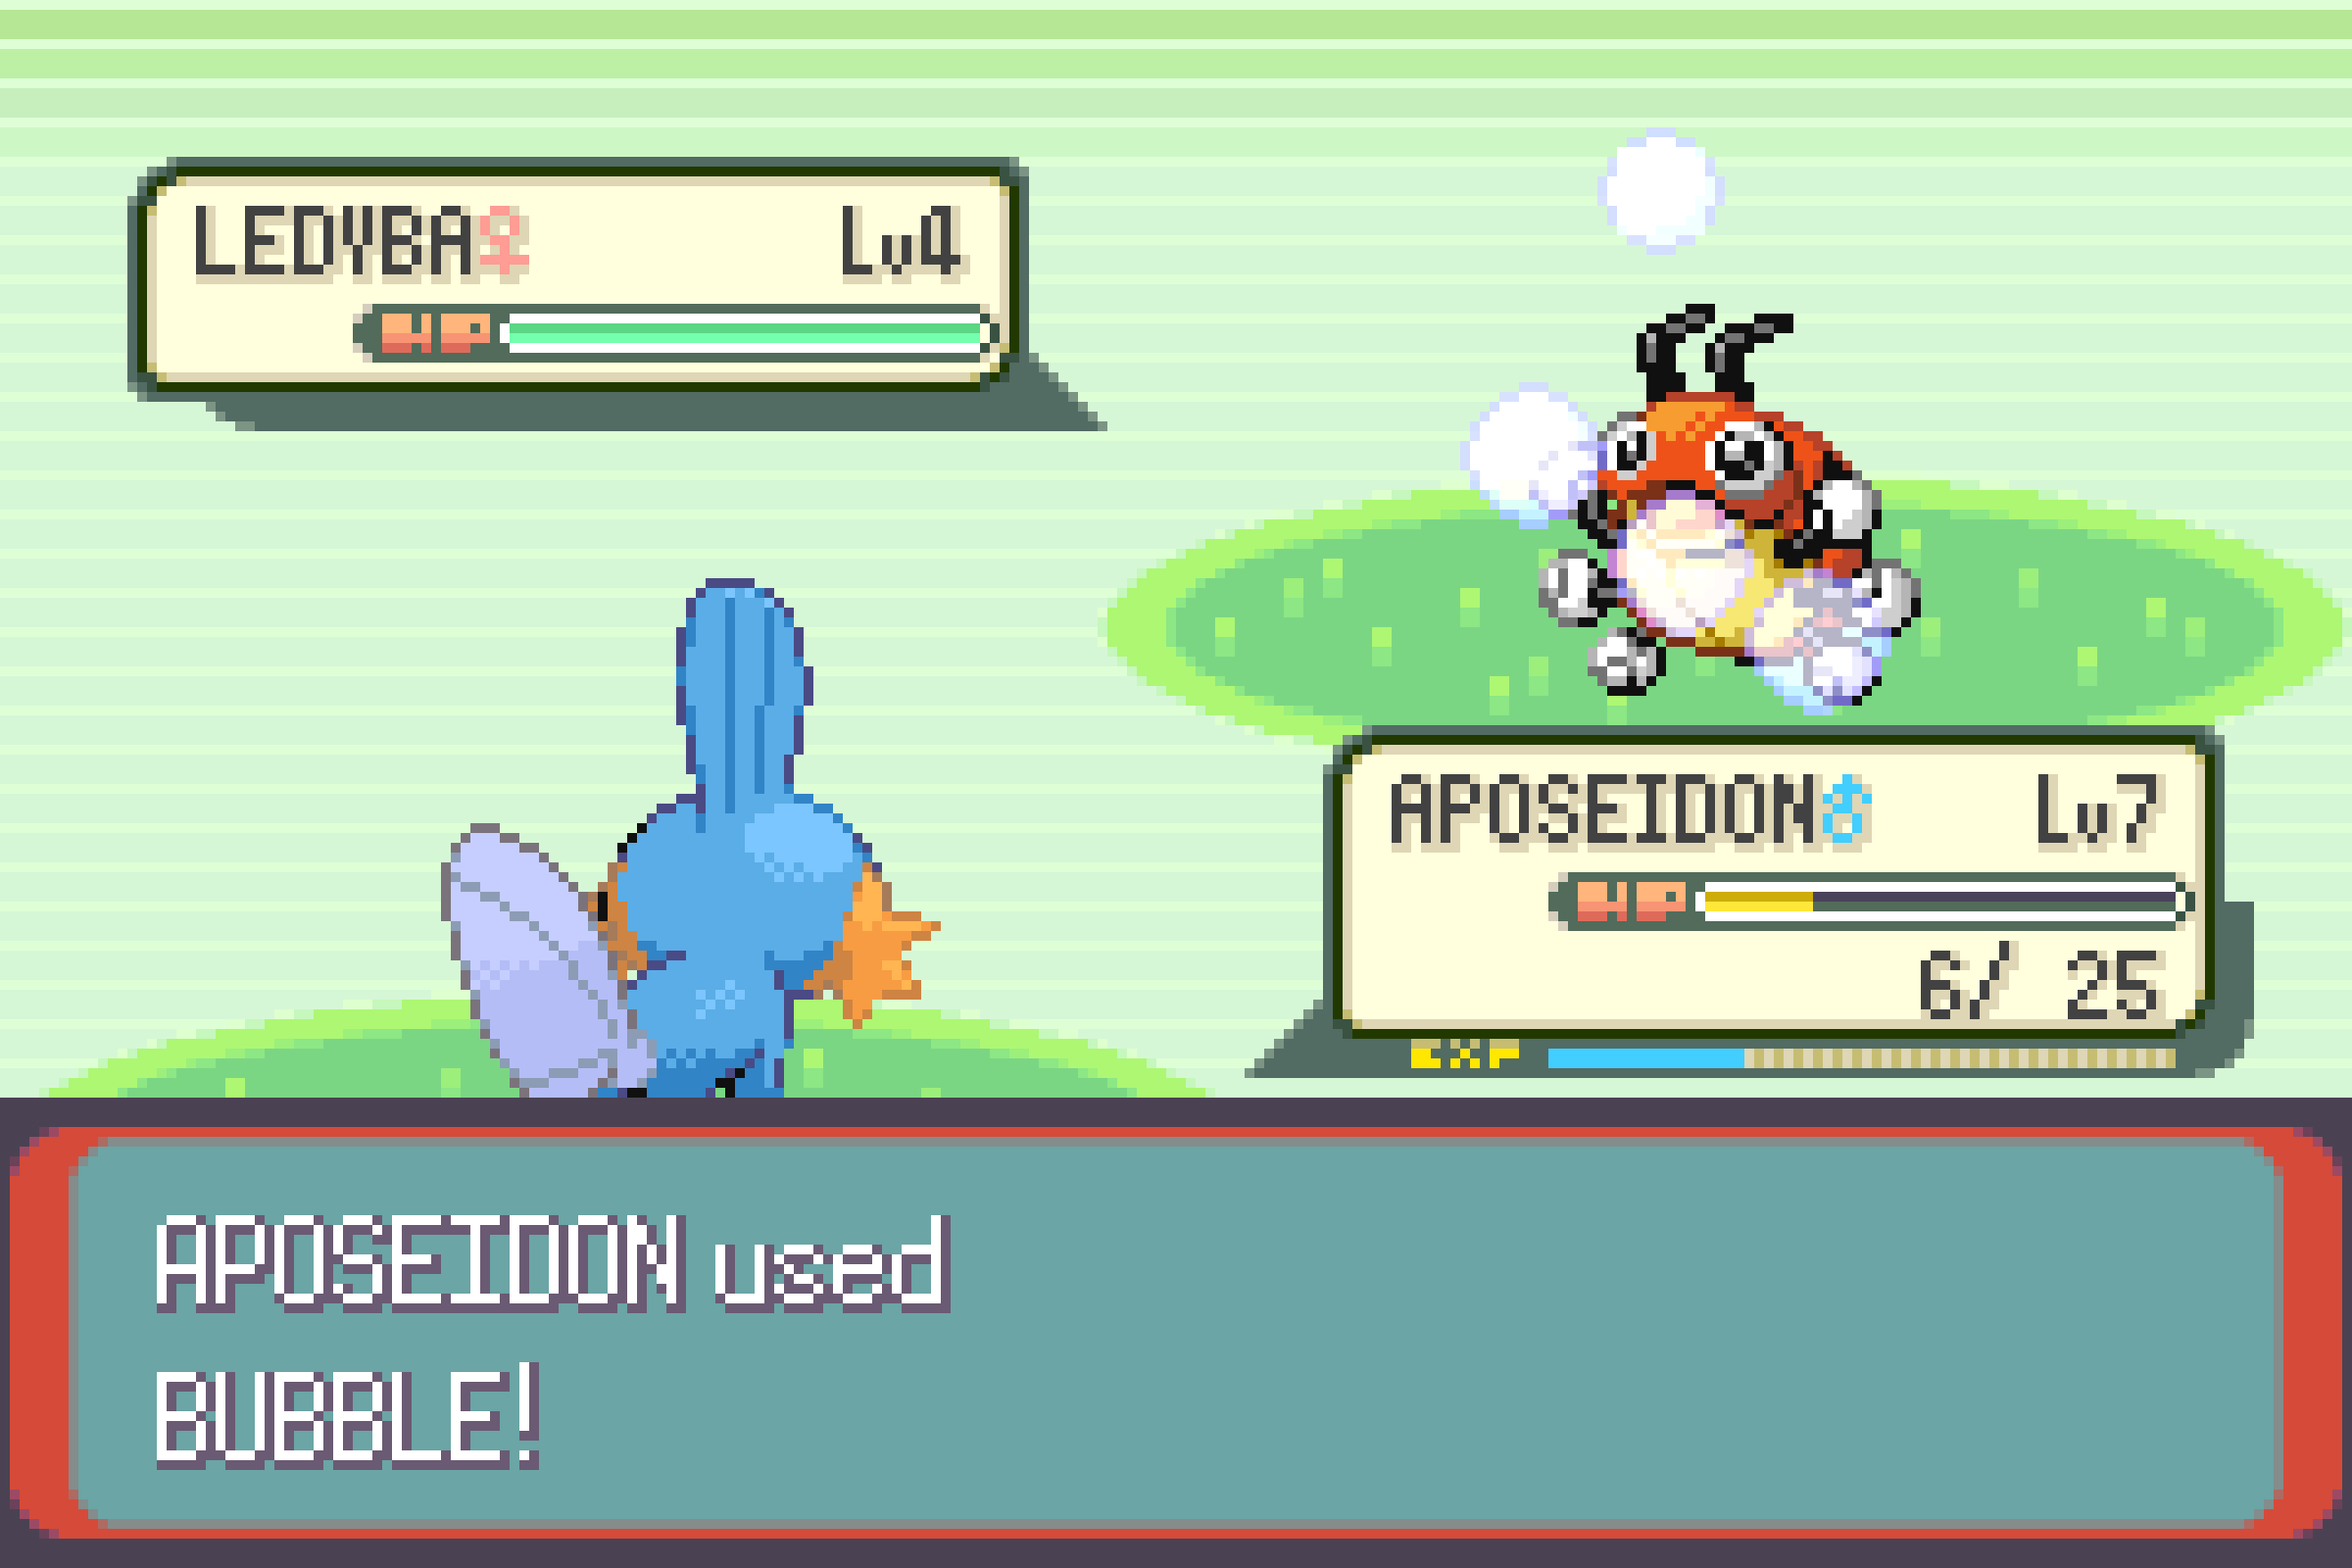 LEDYBA♀ Lv4
HP
APOSEIDON♂ Lv7
HP
6/ 25
EXP
APOSEIDON used
BUBBLE!